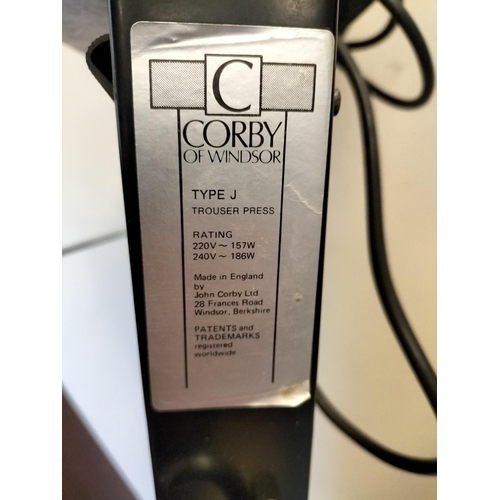 C
CORBY
OF WINDSOR
TYPE J
TROUSER PRESS
RATING
220V ~ 157W
240V ~ 186W
Made in England
by
John Corby Ltd
28 Frances Road
Windsor, Berkshire
PATENTS and
TRADEMARKS
registered
worldwide